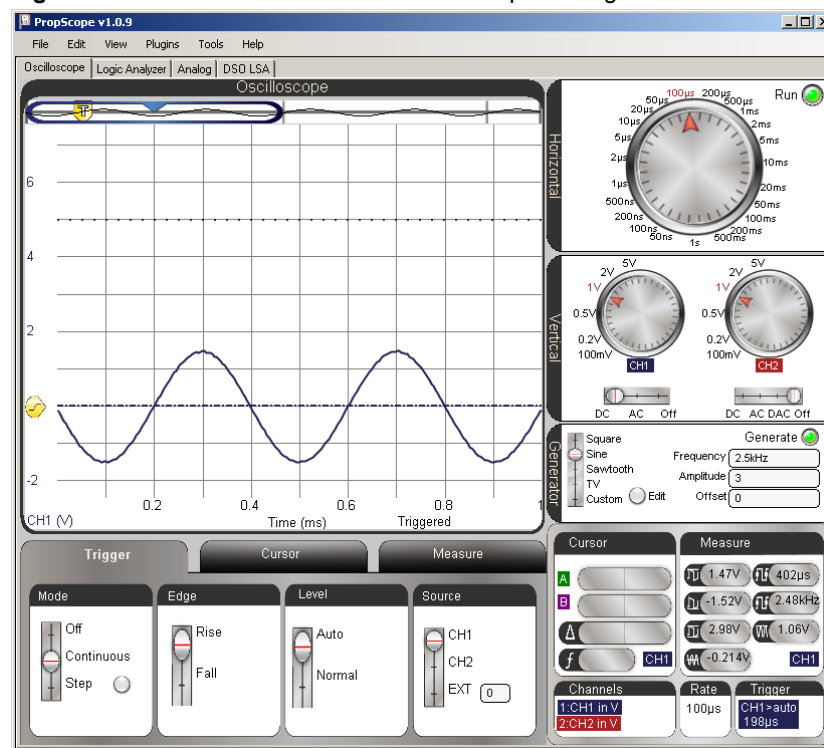 PropScope v1.0.9
File Edit View Plugins Tools Help
Oscilloscope Logic Analyzer Analog DSO LSA
Oscilloscope
T
6
4
2
-2
0.2 0.4 0.6 0.8 1
CH1 (V) Time (ms) Triggered
Horizontal
Run
50ns
100ns
200ns
500ns
1µs
2µs
5µs
10µs
20µs
50µs
100µs
200µs
500µs
1ms
2ms
5ms
10ms
20ms
50ms
100ms
200ms
500ms
1s
Vertical
5V
2V
1V
0.5V
0.2V
100mV
CH1
DC AC Off
5V
2V
1V
0.5V
0.2V
100mV
CH2
DC AC DAC Off
Generator
Square
Sine
Sawtooth
TV
Custom Edit
Generate
Frequency 2.5kHz
Amplitude 3
Offset 0
Trigger Cursor Measure
Mode
Off
Continuous
Step
Edge
Rise
Fall
Level
Auto
Normal
Source
CH1
CH2
EXT 0
Cursor
A
B
Δ
f CH1
Measure
1.47V 402µs
-1.52V 2.48kHz
2.98V 1.06V
-0.214V CH1
Channels
1:CH1 in V
2:CH2 in V
Rate
100µs
Trigger
CH1>auto
198µs